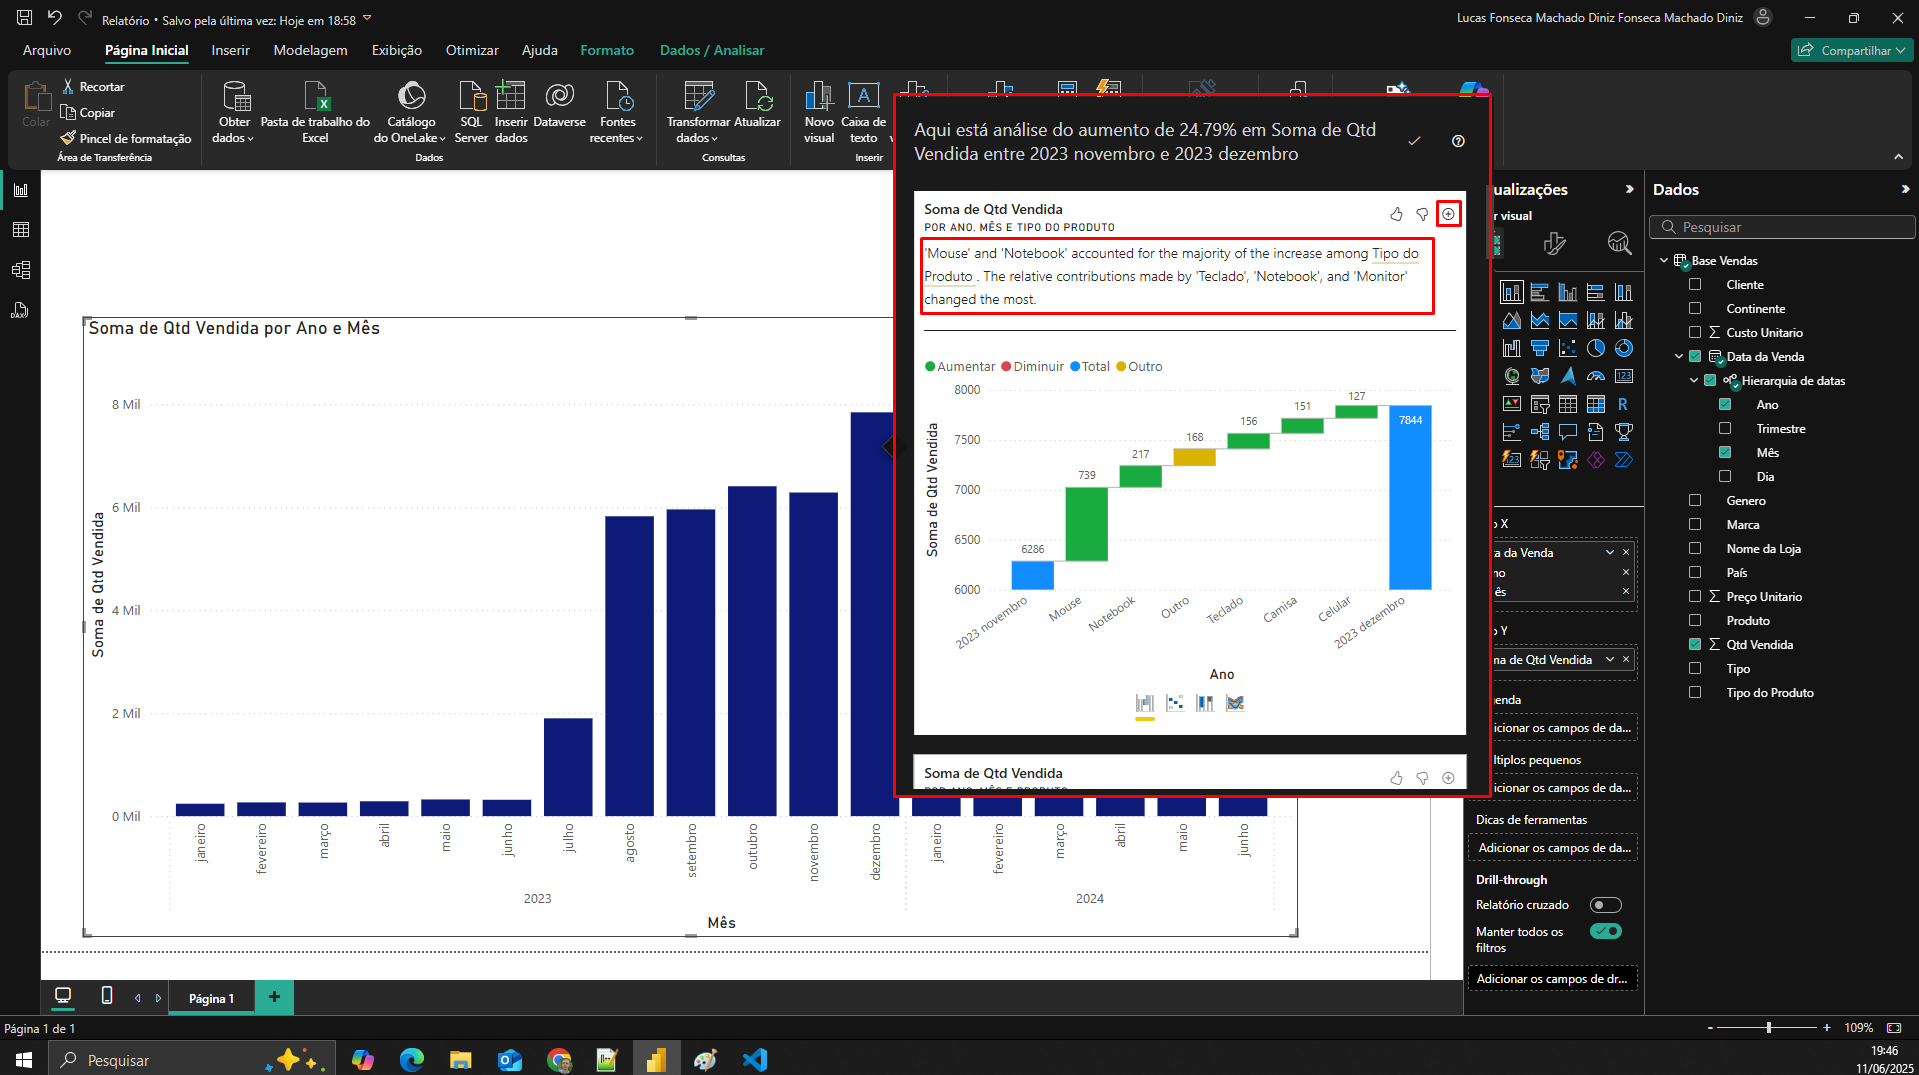 Relatório • Salvo pela última vez: Hoje em 18:58
Lucas Fonseca Machado Diniz Fonseca Machado Diniz
Arquivo
Página Inicial
Inserir
Modelagem
Exibição
Otimizar
Ajuda
Formato
Dados / Analisar
Compartilhar
Colar
Recortar
Copiar
Pincel de formatação
Área de Transferência
Obter
dados
Pasta de trabalho do
Excel
Catálogo
do OneLake
SQL
Server
Inserir
dados
Dataverse
Fontes
recentes
Dados
Transformar
dados
Atualizar
Consultas
Novo
visual
Caixa de
texto
Inserir
Aqui está análise do aumento de 24.79% em Soma de Qtd
Vendida entre 2023 novembro e 2023 dezembro
Soma de Qtd Vendida
POR ANO, MÊS E TIPO DO PRODUTO
'Mouse' and 'Notebook' accounted for the majority of the increase among Tipo do
Produto . The relative contributions made by 'Teclado', 'Notebook', and 'Monitor'
changed the most.
Aumentar
Diminuir
Total
Outro
Soma de Qtd Vendida
8000
7500
7000
6500
6000
6286
739
217
168
156
151
127
7844
2023 novembro
Mouse
Notebook
Outro
Teclado
Camisa
Celular
2023 dezembro
Ano
Soma de Qtd Vendida
POR ANO, MÊS E PRODUTO
Soma de Qtd Vendida por Ano e Mês
Soma de Qtd Vendida
8 Mil
6 Mil
4 Mil
2 Mil
0 Mil
janeiro
fevereiro
março
abril
maio
junho
julho
agosto
setembro
outubro
novembro
dezembro
janeiro
fevereiro
março
abril
maio
junho
2023
2024
Mês
ualizações
r visual
R
123
o X
ta da Venda
no
ês
o Y
ma de Qtd Vendida
enda
icionar os campos de da...
ltiplos pequenos
icionar os campos de da...
Dicas de ferramentas
Adicionar os campos de da...
Drill-through
Relatório cruzado
Manter todos os
filtros
Adicionar os campos de dr...
Dados
Pesquisar
Base Vendas
Cliente
Continente
Custo Unitario
Data da Venda
Hierarquia de datas
Ano
Trimestre
Mês
Dia
Genero
Marca
Nome da Loja
País
Preço Unitario
Produto
Qtd Vendida
Tipo
Tipo do Produto
Página 1
+
Página 1 de 1
- + 109%
Pesquisar
19:46
11/06/2025